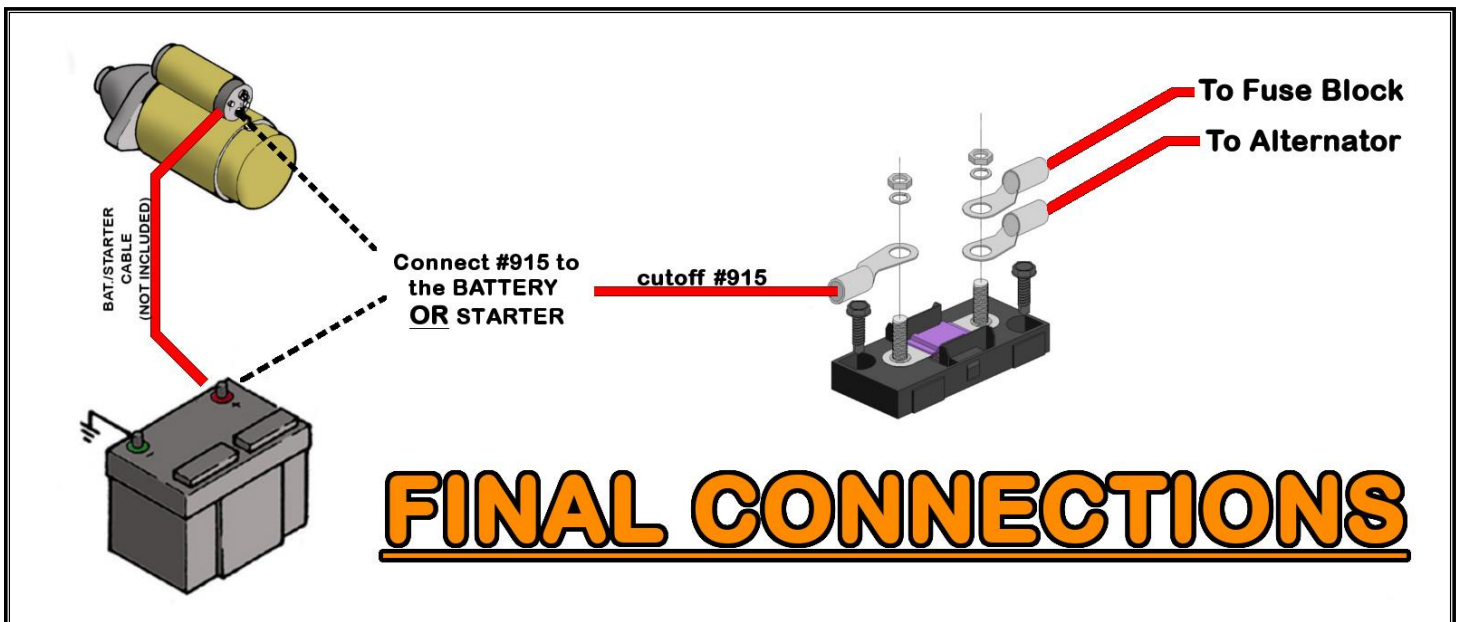 To Fuse Block
To Alternator
BAT./STARTER
CABLE
(NOT INCLUDED)
Connect #915 to
the BATTERY
OR STARTER
cutoff #915
+
-
FINAL CONNECTIONS